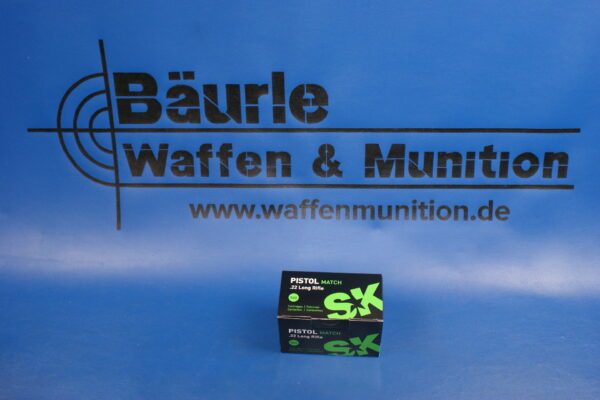 Bäurle
Waffen & Munition
www.waffenmunition.de
PISTOL MATCH
.22 Long Rifle
SK
PISTOL MATCH
.22 Long Rifle
SK